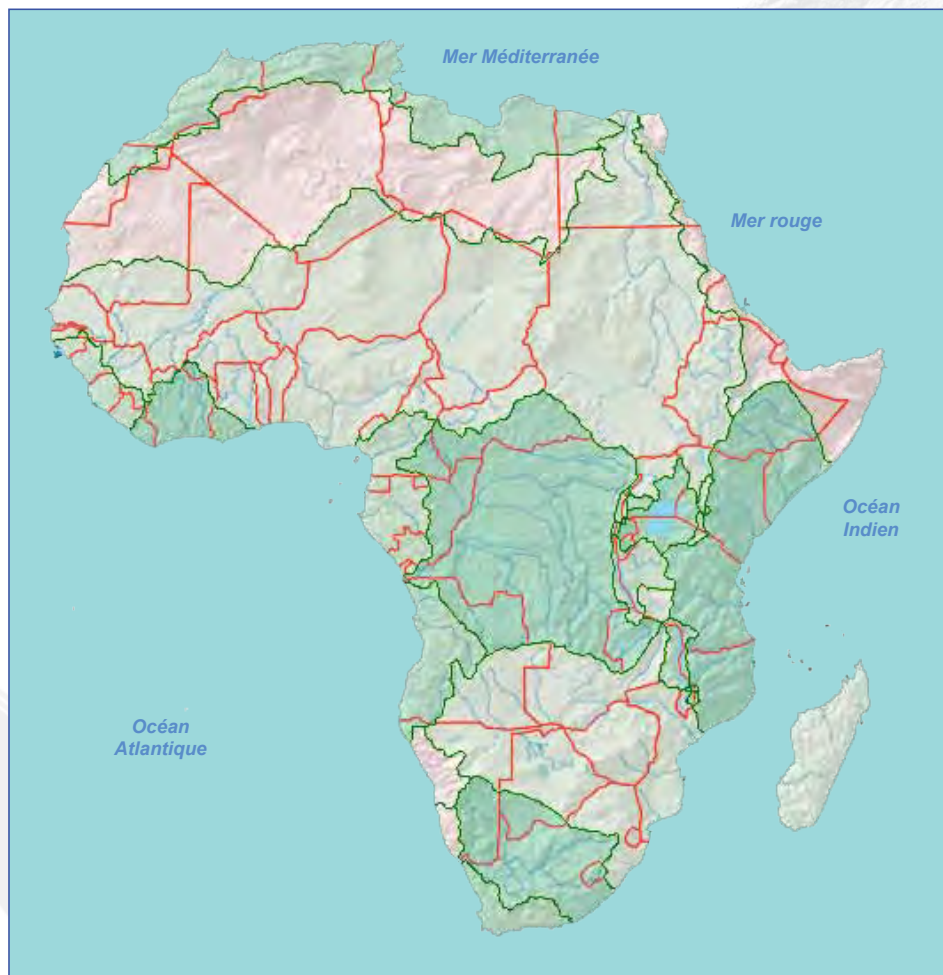 Mer Méditerranée
Mer rouge
Océan
Indien
Océan
Atlantique